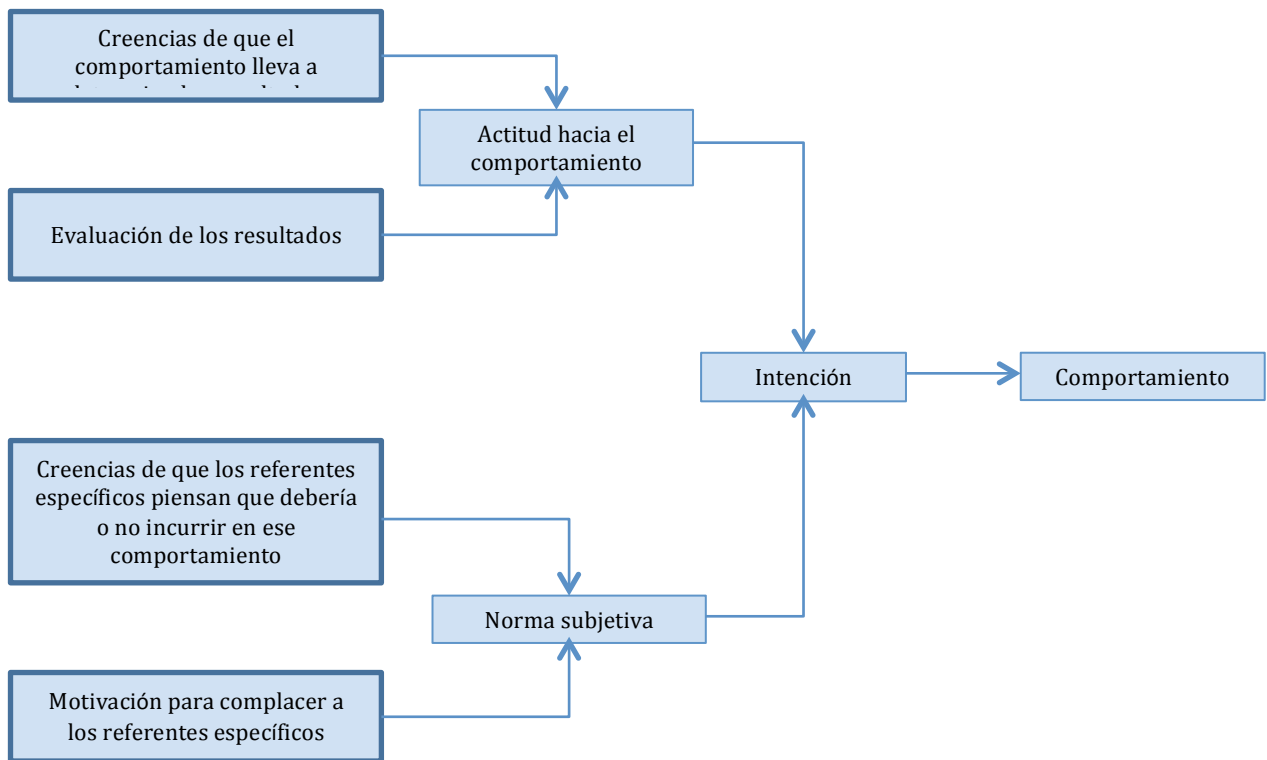 Creencias de que el
comportamiento lleva a
Actitud hacia el
comportamiento
Evaluación de los resultados
Intención
Comportamiento
Creencias de que los referentes
específicos piensan que debería
o no incurrir en ese
comportamiento
Norma subjetiva
Motivación para complacer a
los referentes específicos